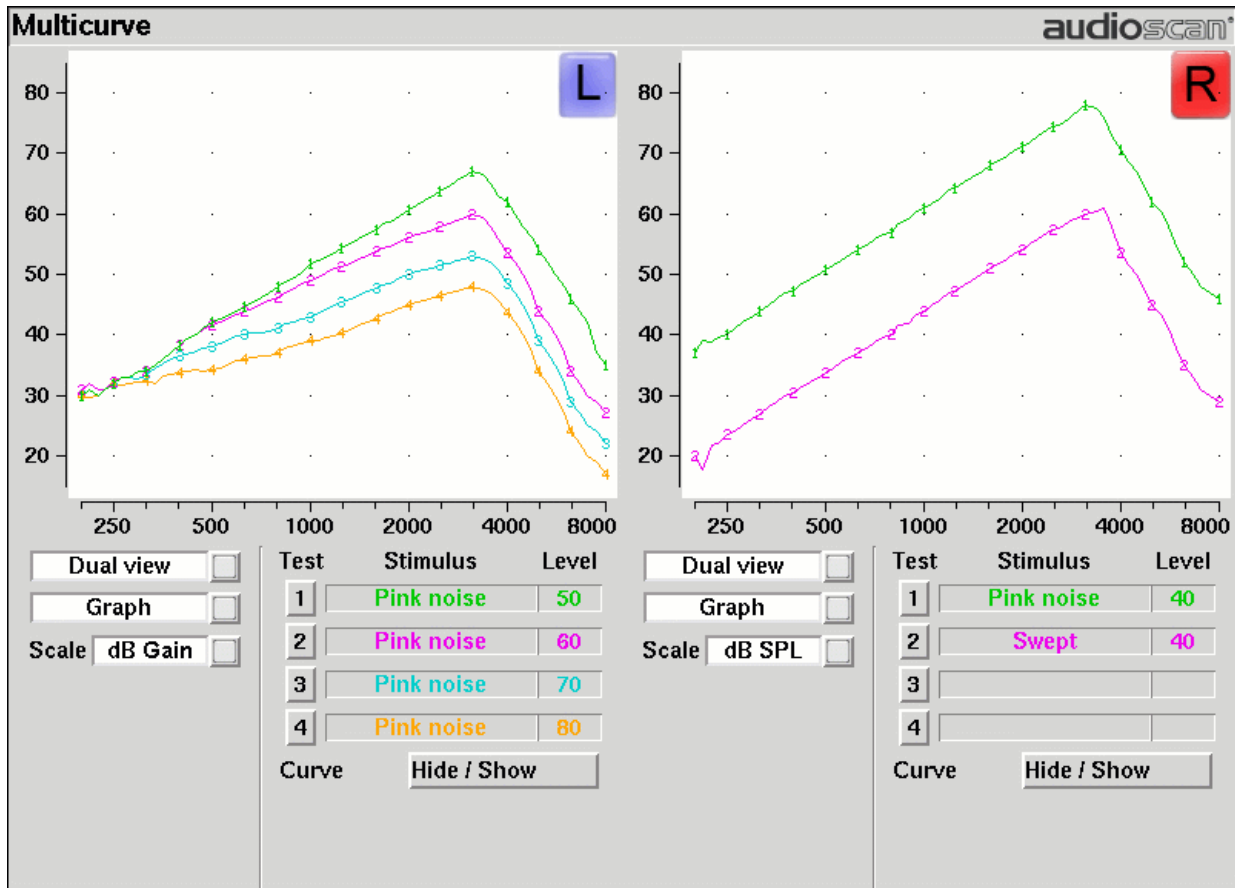 Multicurve audioscan
L R
80 80
70 70
60 60
50 50
40 40
30 30
20 20
250 500 1000 2000 4000 8000 250 500 1000 2000 4000 8000
Dual view Test Stimulus Level Dual view Test Stimulus Level
Graph 1 Pink noise 50 Graph 1 Pink noise 40
Scale dB Gain 2 Pink noise 60 Scale dB SPL 2 Swept 40
3 Pink noise 70 3
4 Pink noise 80 4
Curve Hide / Show Curve Hide / Show